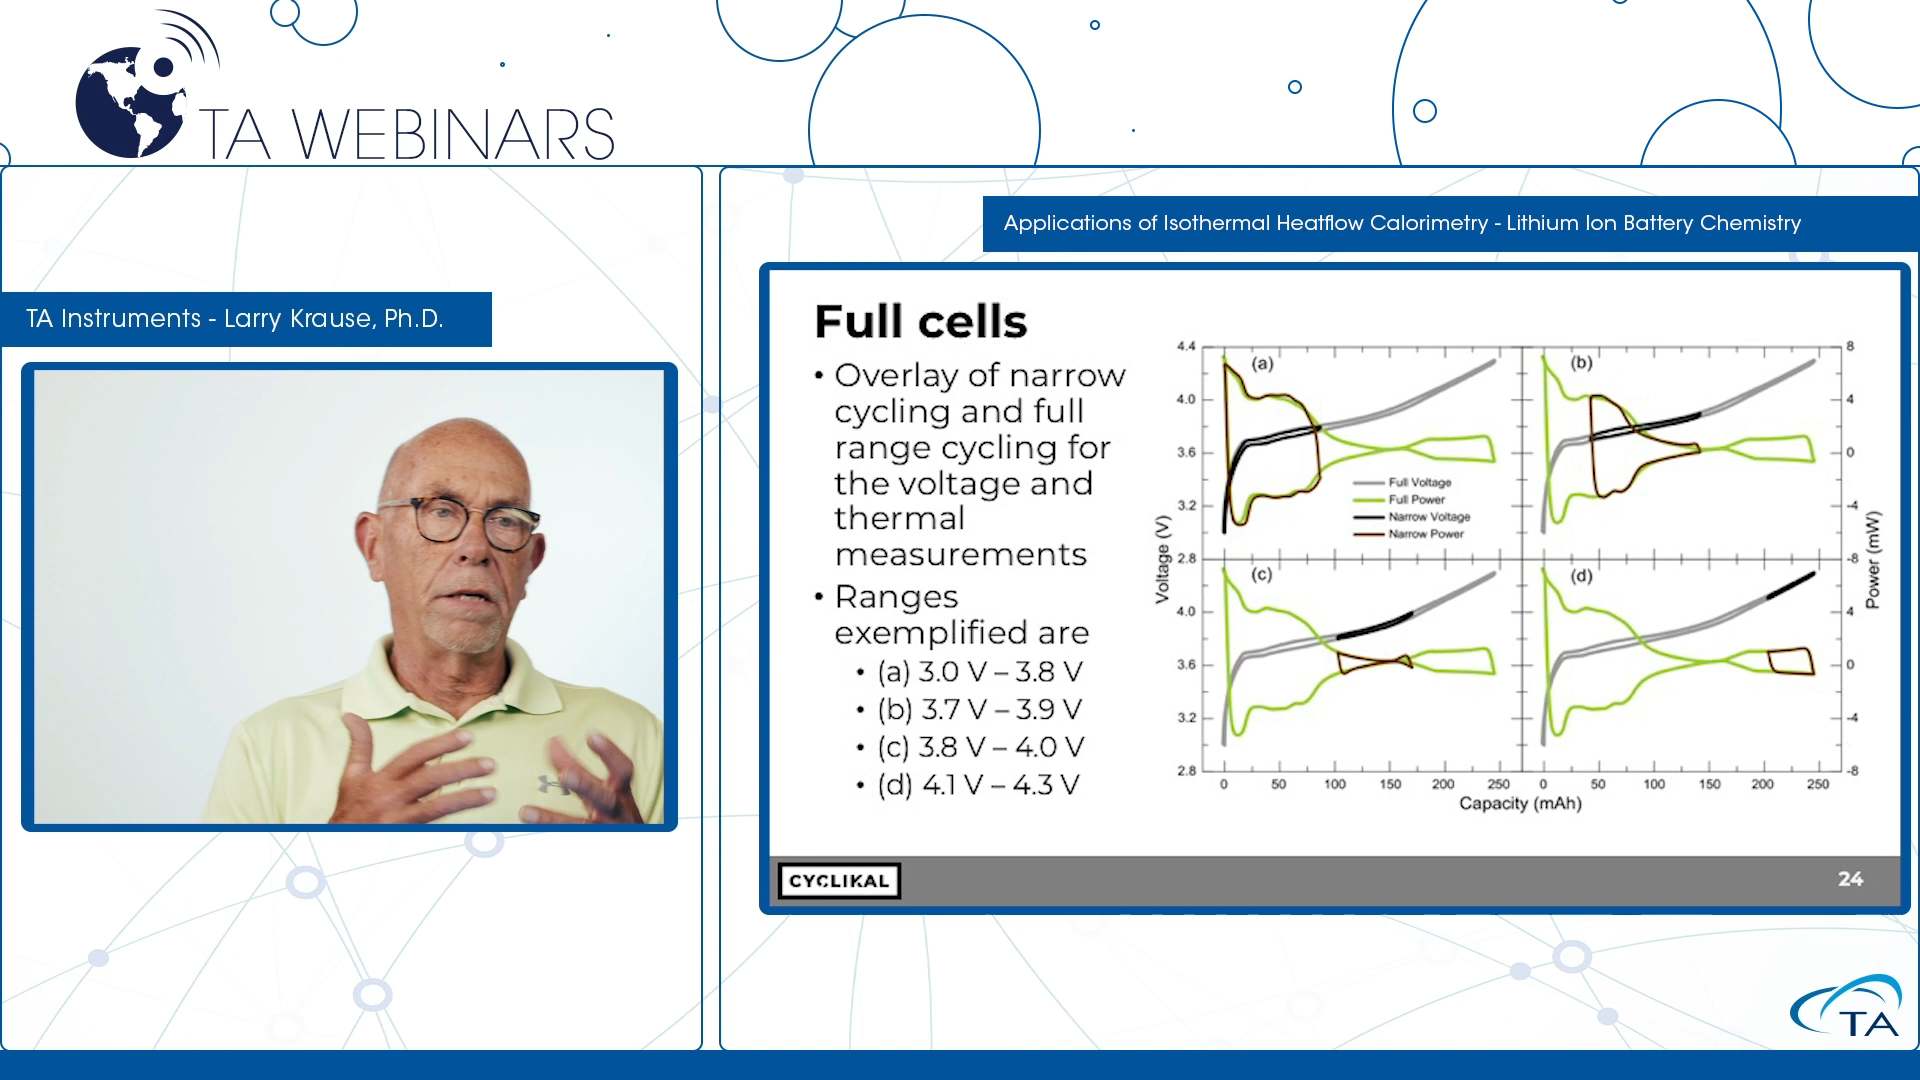 TA WEBINARS
Applications of Isothermal Heatflow Calorimetry - Lithium Ion Battery Chemistry
TA Instruments - Larry Krause, Ph.D.
Full cells
• Overlay of narrow
cycling and full
range cycling for
the voltage and
thermal
measurements
• Ranges
exemplified are
• (a) 3.0 V – 3.8 V
• (b) 3.7 V – 3.9 V
• (c) 3.8 V – 4.0 V
• (d) 4.1 V – 4.3 V
Voltage (V)
4.4
4.0
3.6
3.2
2.8
4.0
3.6
3.2
2.8
(a)
(b)
(c)
(d)
Full Voltage
Full Power
Narrow Voltage
Narrow Power
8
4
0
-4
-8
4
0
-4
-8
Power (mW)
0 50 100 150 200 250 0 50 100 150 200 250
Capacity (mAh)
CYCLIKAL
24
TA